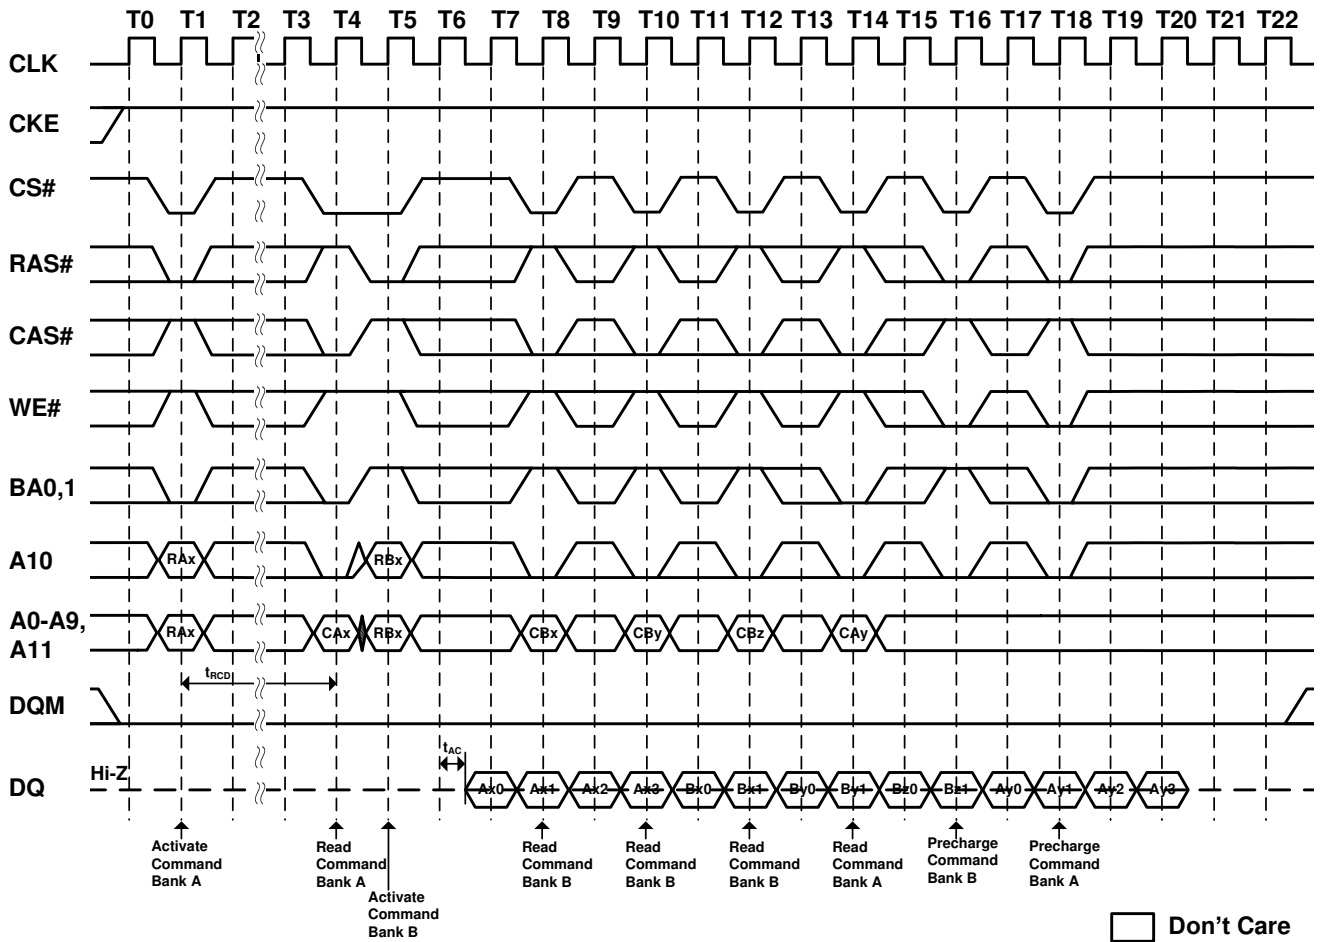 T0 T1 T2 T3 T4 T5 T6 T7 T8 T9 T10 T11 T12 T13 T14 T15 T16 T17 T18 T19 T20 T21 T22
CLK
CKE
CS#
RAS#
CAS#
WE#
BA0,1
A10 RAx RBx
A0-A9,
A11
RAx CAx RBx CBx CBy CBz CAy
tRCD
DQM
tAC
Hi-Z
DQ Ax0 Ax1 Ax2 Ax3 Bx0 Bx1 By0 By1 Bz0 Bz1 Ay0 Ay1 Ay2 Ay3
Activate
Command
Bank A
Read
Command
Bank A
Activate
Command
Bank B
Read
Command
Bank B
Read
Command
Bank B
Read
Command
Bank B
Read
Command
Bank A
Precharge
Command
Bank B
Precharge
Command
Bank A
Don't Care